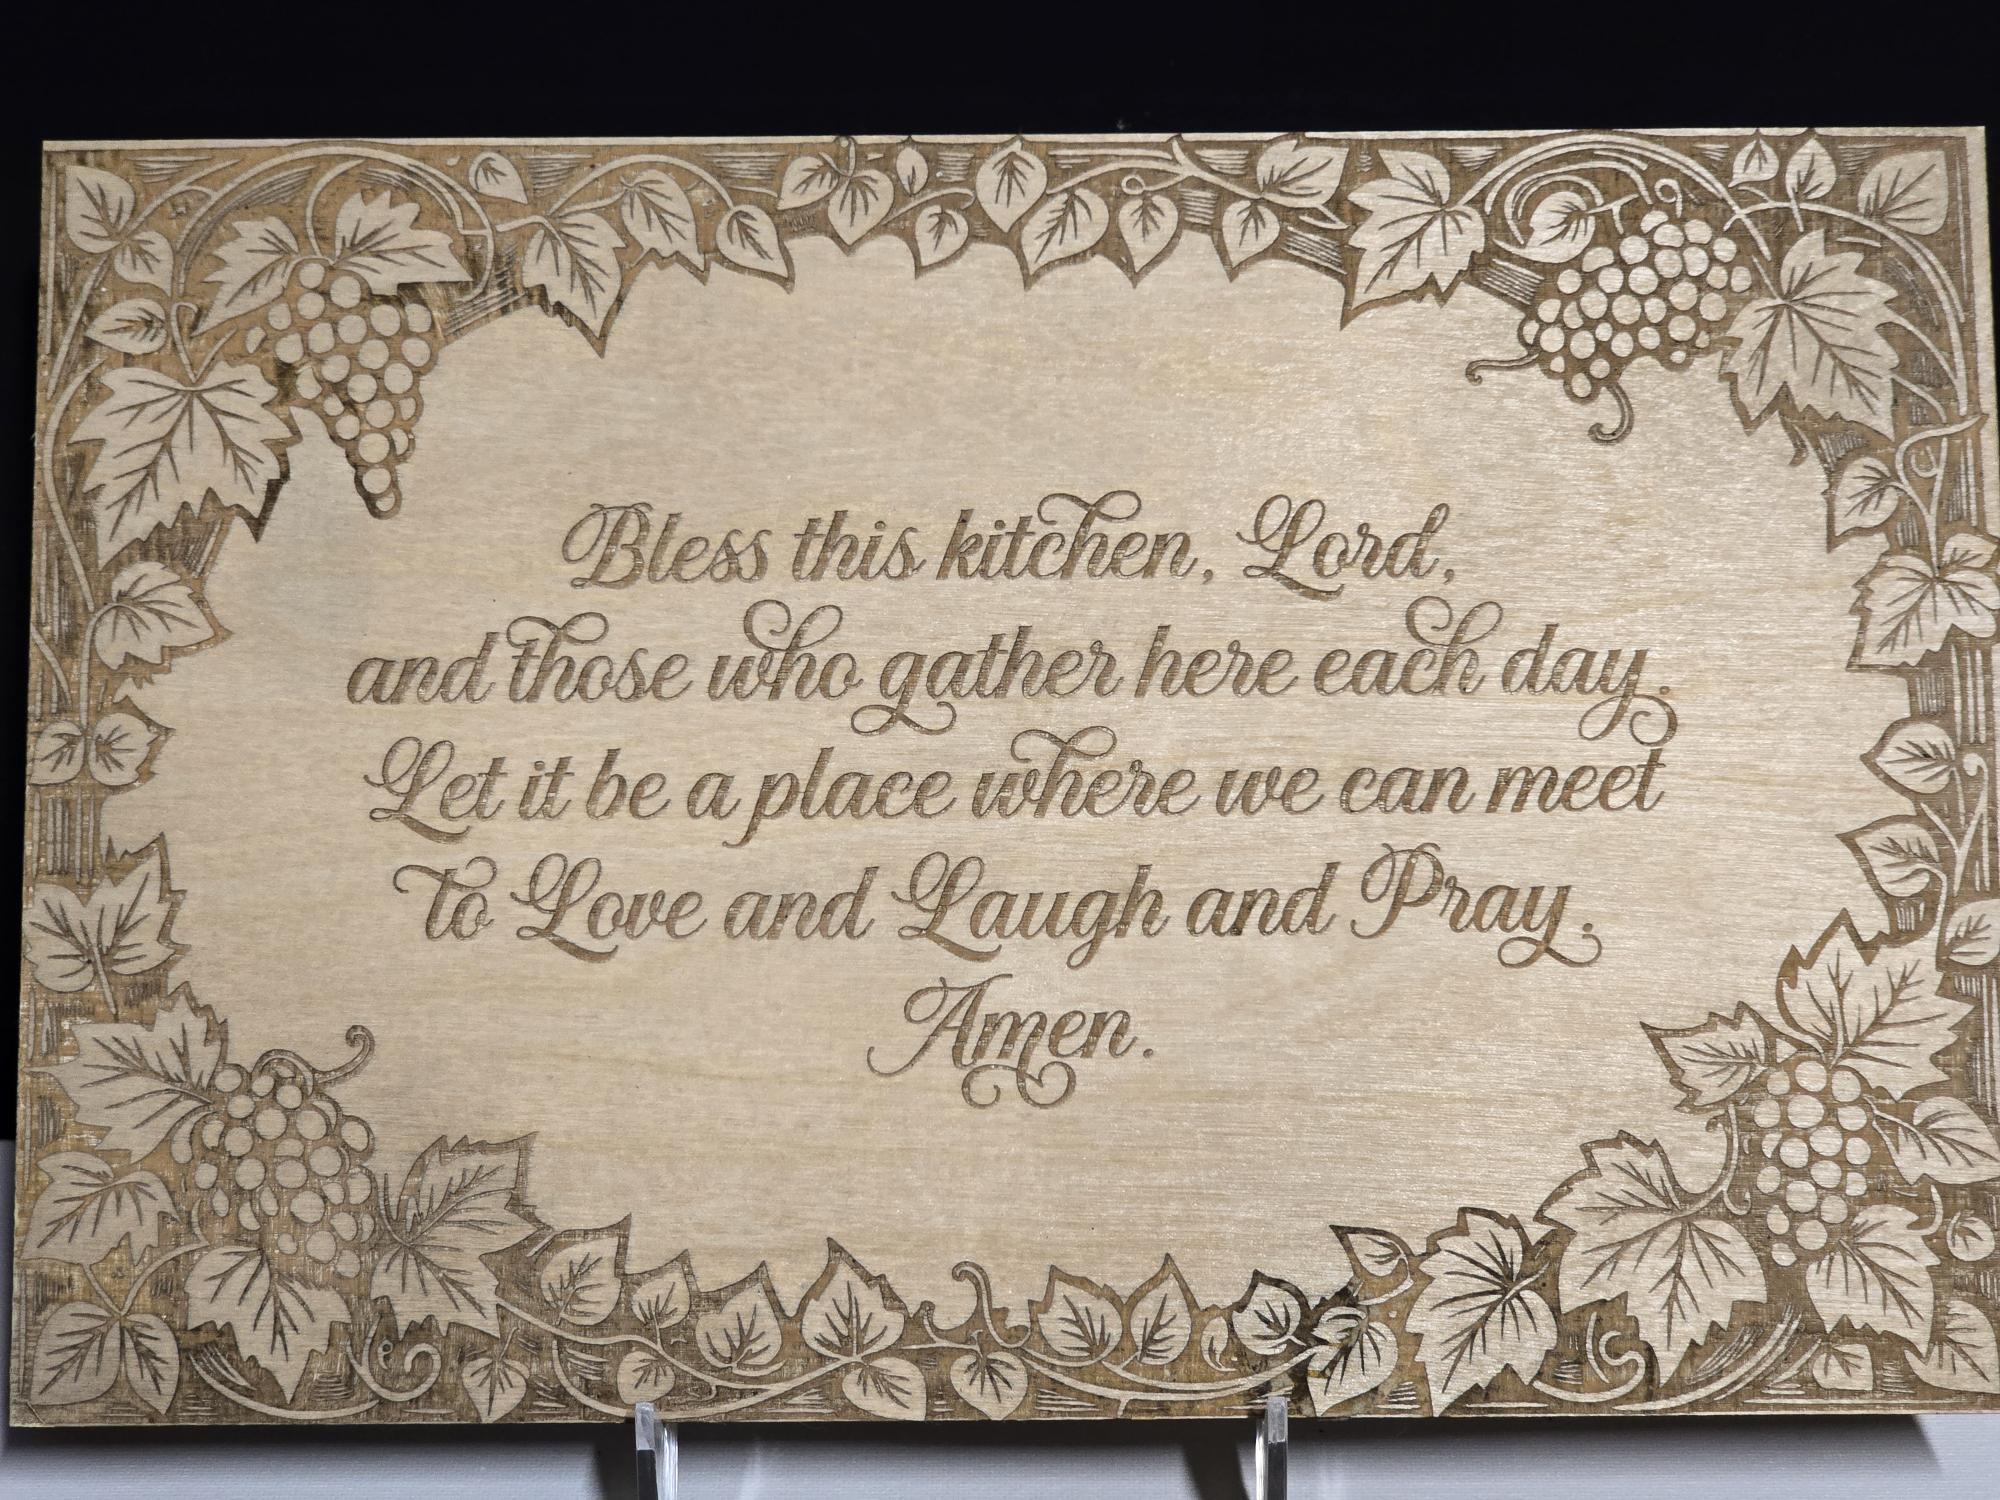 Bless this kitchen, Lord,
and those who gather here each day.
Let it be a place where we can meet
to Love and Laugh and Pray.
Amen.